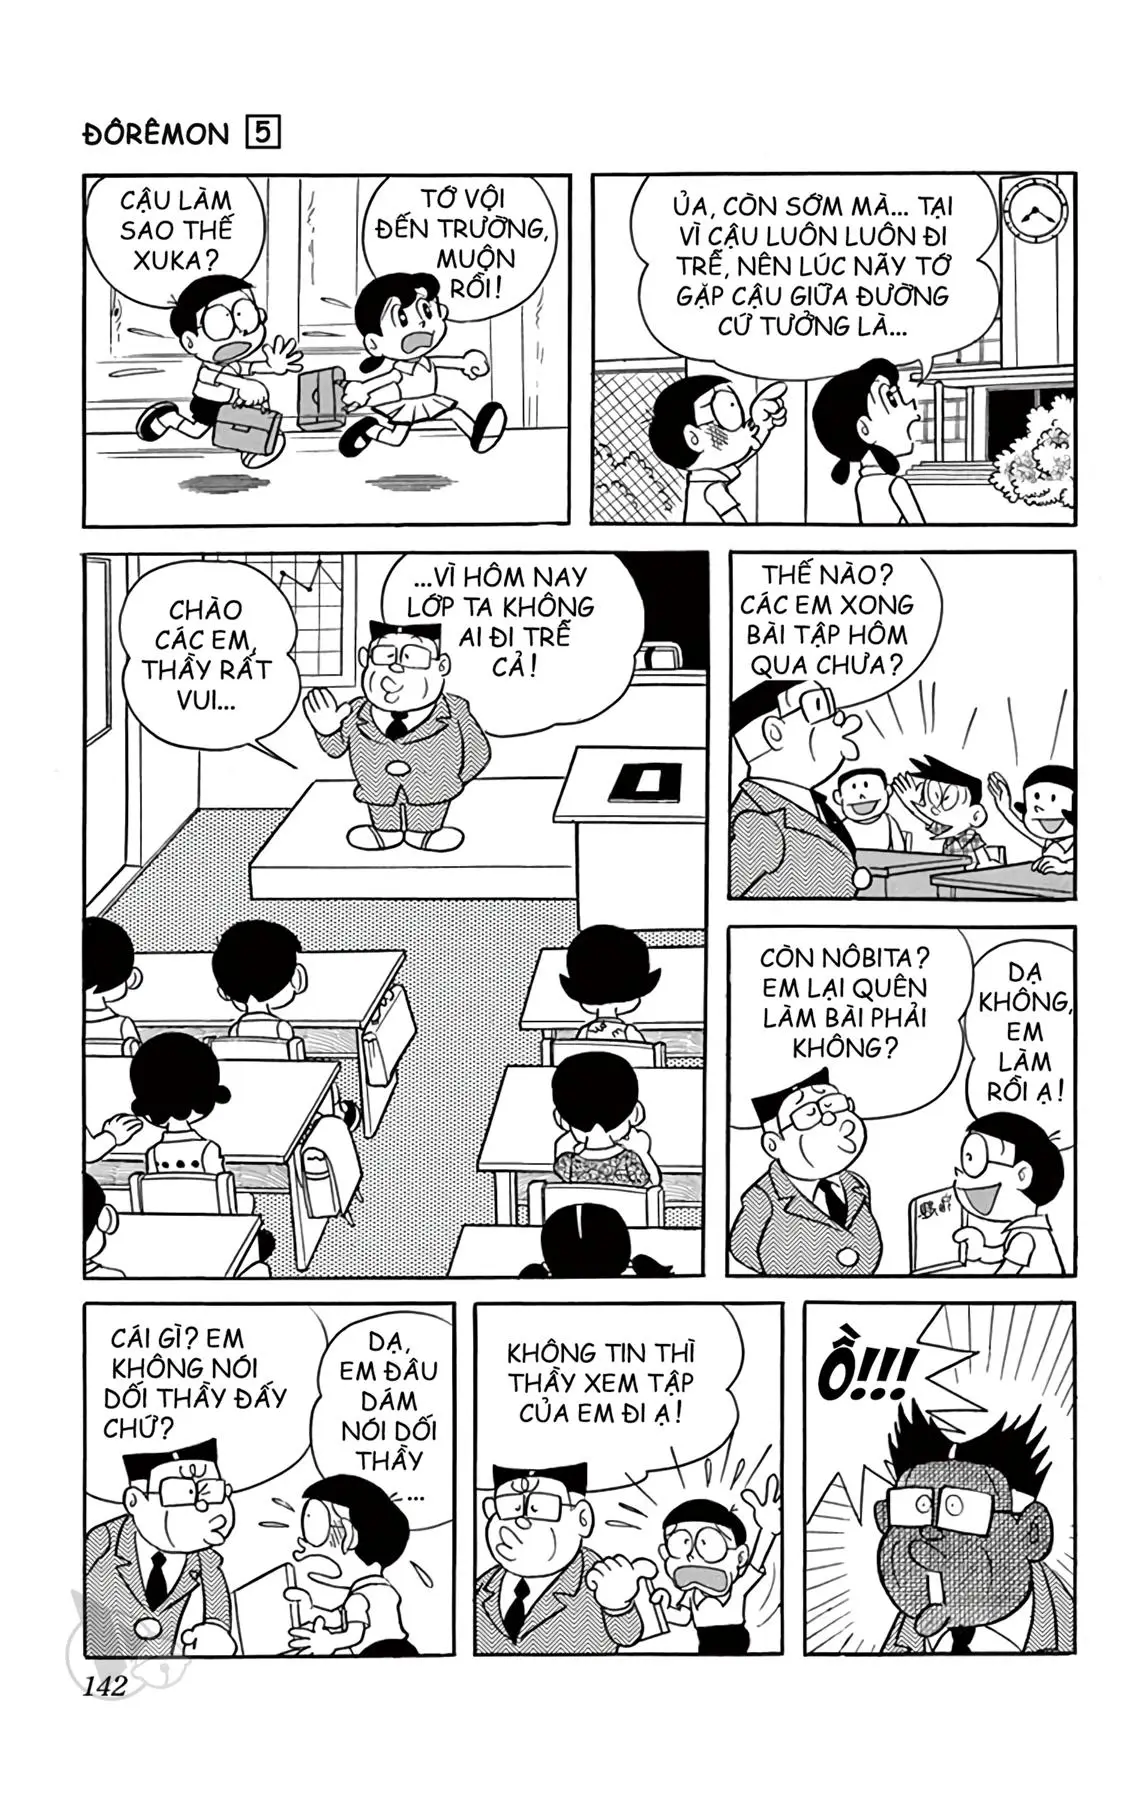 ĐÔRÊMON 5
CẬU LÀM
SAO THẾ
XUKA?
TỚ VỘI
ĐẾN TRƯỜNG,
MUỘN
RỒI!
ỦA, CÒN SỚM MÀ... TẠI
VÌ CẬU LUÔN LUÔN ĐI
TRỄ, NÊN LÚC NÃY TỚ
GẶP CẬU GIỮA ĐƯỜNG
CỨ TƯỞNG LÀ...
CHÀO
CÁC EM,
THẦY RẤT
VUI...
...VÌ HÔM NAY
LỚP TA KHÔNG
AI ĐI TRỄ
CẢ!
THẾ NÀO?
CÁC EM XONG
BÀI TẬP HÔM
QUA CHƯA?
CÒN NÔBITA?
EM LẠI QUÊN
LÀM BÀI PHẢI
KHÔNG?
DẠ
KHÔNG,
EM
LÀM
RỒI Ạ!
CÁI GÌ? EM
KHÔNG NÓI
DỐI THẦY ĐẤY
CHỨ?
DẠ,
EM ĐÂU
DÁM
NÓI DỐI
THẦY
...
KHÔNG TIN THÌ
THẦY XEM TẬP
CỦA EM ĐI Ạ!
Ồ!!!
142